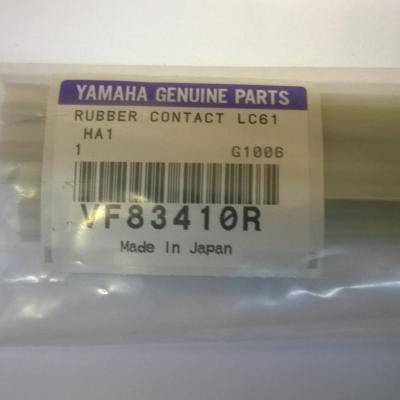 YAMAHA GENUINE PARTS
RUBBER CONTACT LC61
HA1
1 G1006
VF83410R
Made In Japan